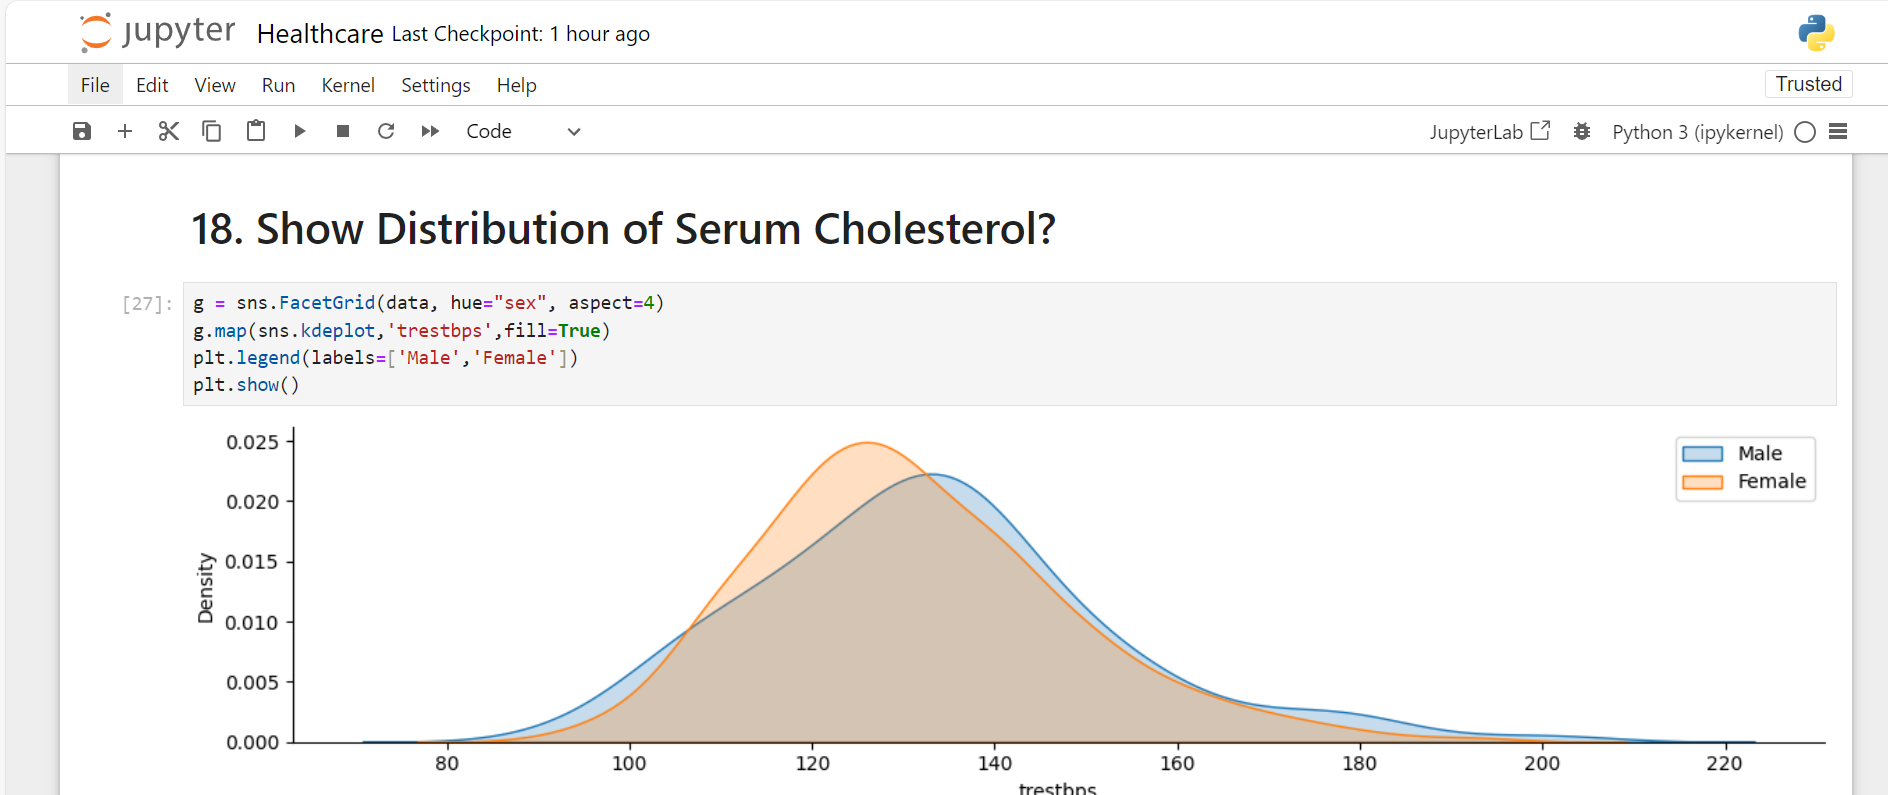 jupyter Healthcare Last Checkpoint: 1 hour ago
File Edit View Run Kernel Settings Help Trusted
Code JupyterLab Python 3 (ipykernel)
18. Show Distribution of Serum Cholesterol?
[27]: g = sns.FacetGrid(data, hue="sex", aspect=4)
g.map(sns.kdeplot,'trestbps',fill=True)
plt.legend(labels=['Male','Female'])
plt.show()
0.025
0.020
0.015
0.010
0.005
0.000
Density
Male
Female
80 100 120 140 160 180 200 220
trestbps